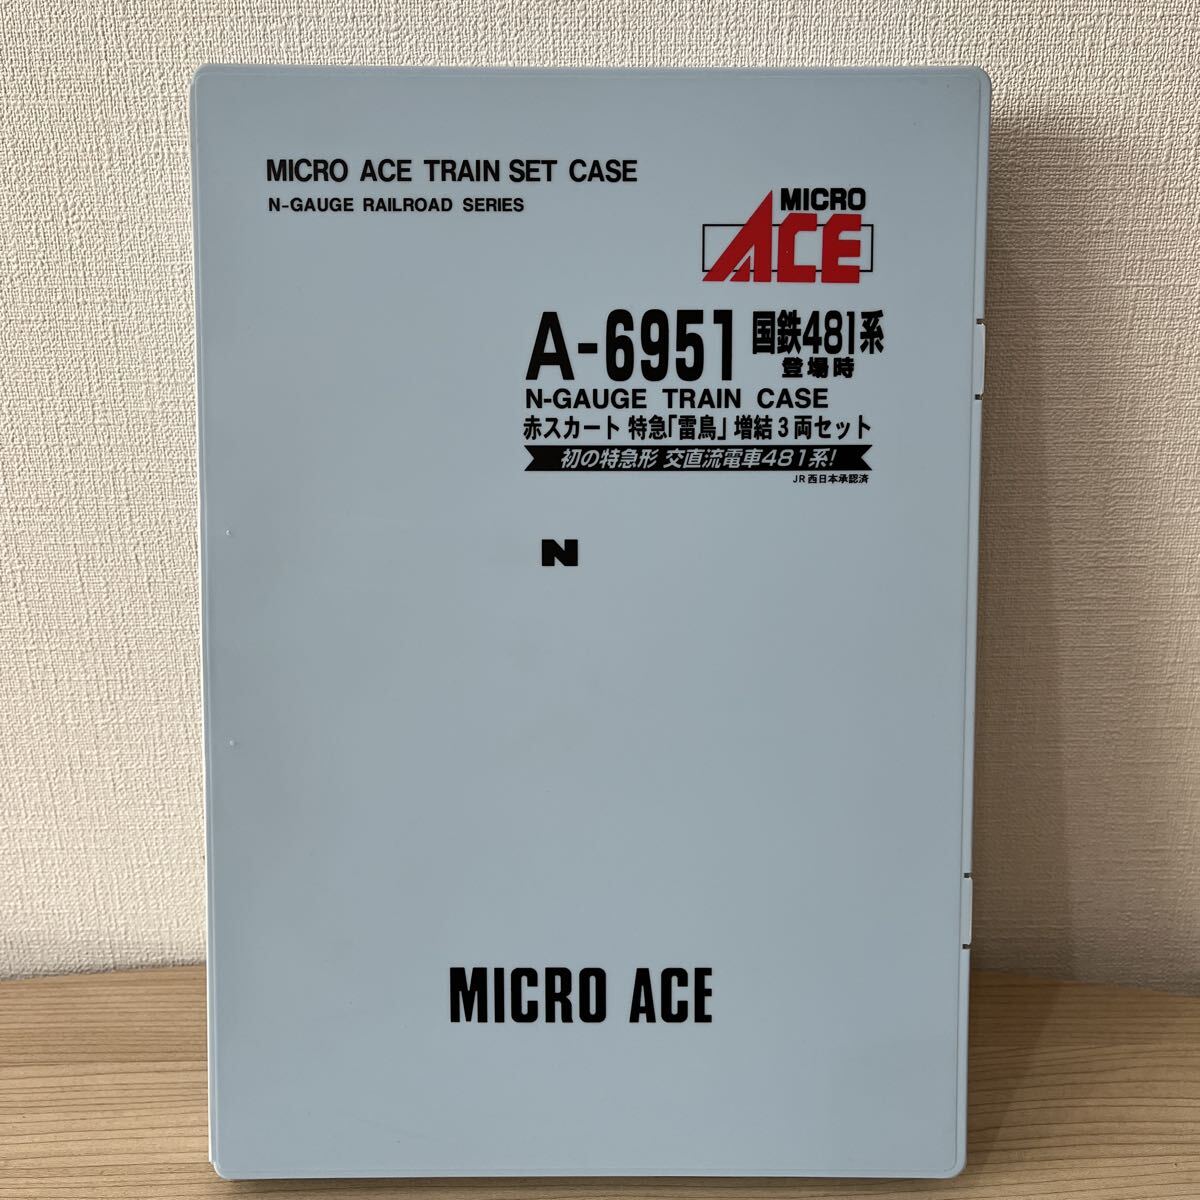 MICRO ACE TRAIN SET CASE
N-GAUGE RAILROAD SERIES
MICRO
ACE
A-6951 国鉄481系
登場時
N-GAUGE TRAIN CASE
赤スカート 特急「雷鳥」増結3両セット
初の特急形 交直流電車481系!
JR西日本承認済
N
MICRO ACE